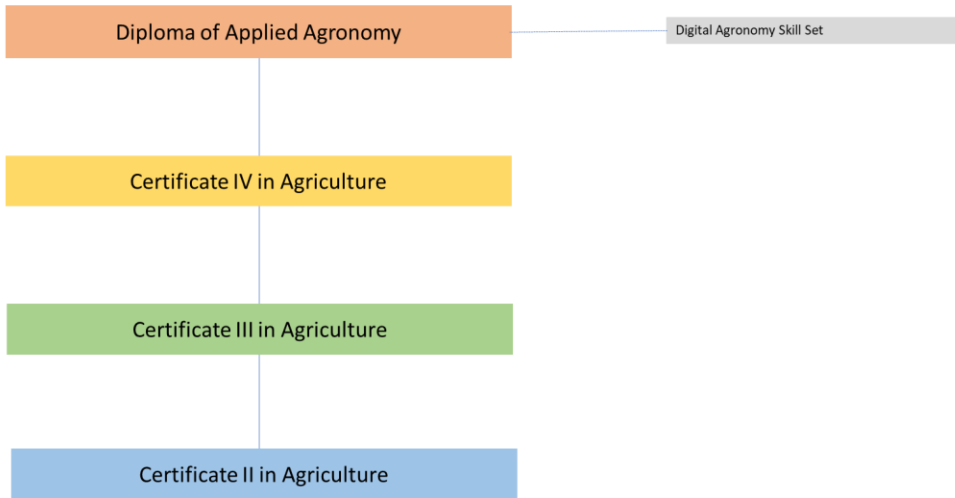 Diploma of Applied Agronomy
Digital Agronomy Skill Set
Certificate IV in Agriculture
Certificate III in Agriculture
Certificate II in Agriculture